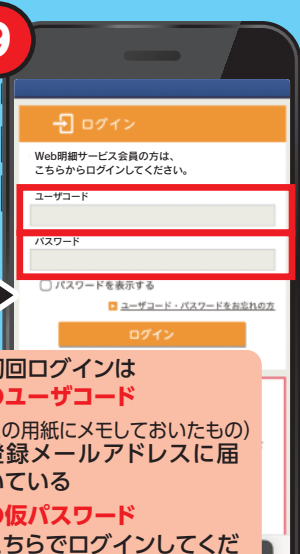 9
ログイン
Web明細サービス会員の方は、
こちらからログインしてください。
ユーザコード
パスワード
パスワードを表示する
ユーザコード・パスワードをお忘れの方
ログイン
回ログインは
ユーザコード
の用紙にメモしておいたもの)
登録メールアドレスに届
いている
仮パスワード
ちらでログインしてくだ